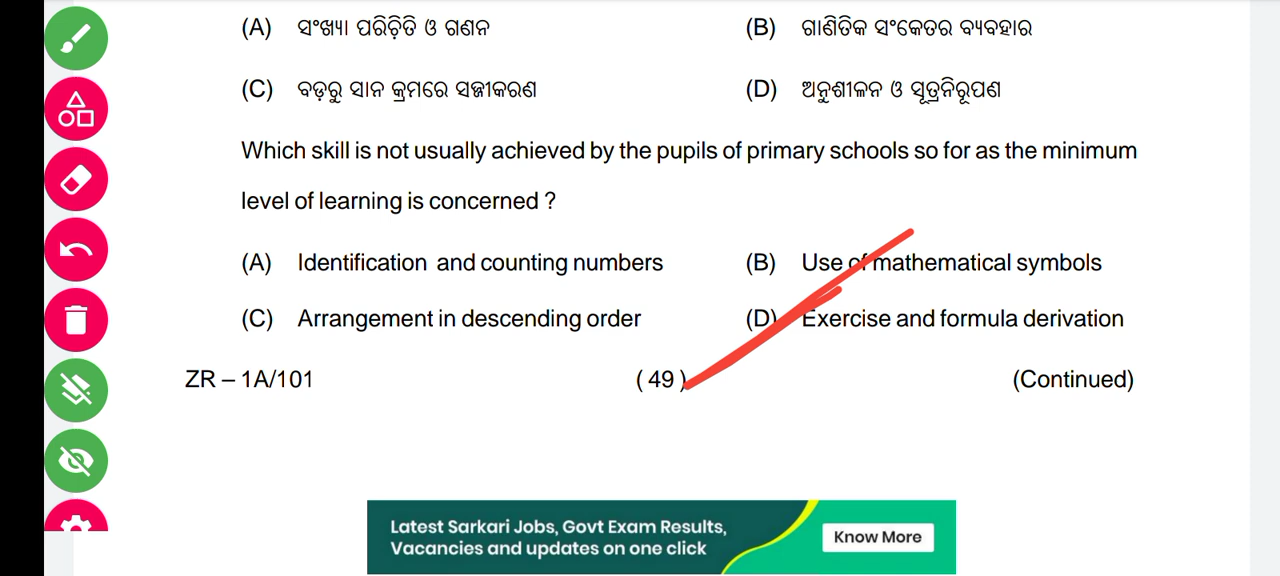 (A) ସଂଖ୍ୟା ପରିଚିତି ଓ ଗଣନ (B) ଗାଣିତିକ ସଂକେତର ବ୍ୟବହାର
(C) ବଡ଼ରୁ ସାନ କ୍ରମରେ ସଜ୍ଜୀକରଣ (D) ଅନୁଶୀଳନ ଓ ସୂତ୍ରନିରୂପଣ
Which skill is not usually achieved by the pupils of primary schools so for as the minimum
level of learning is concerned ?
(A) Identification and counting numbers (B) Use of mathematical symbols
(C) Arrangement in descending order (D) Exercise and formula derivation
ZR – 1A/101 ( 49 ) (Continued)
Latest Sarkari Jobs, Govt Exam Results,
Vacancies and updates on one click
Know More